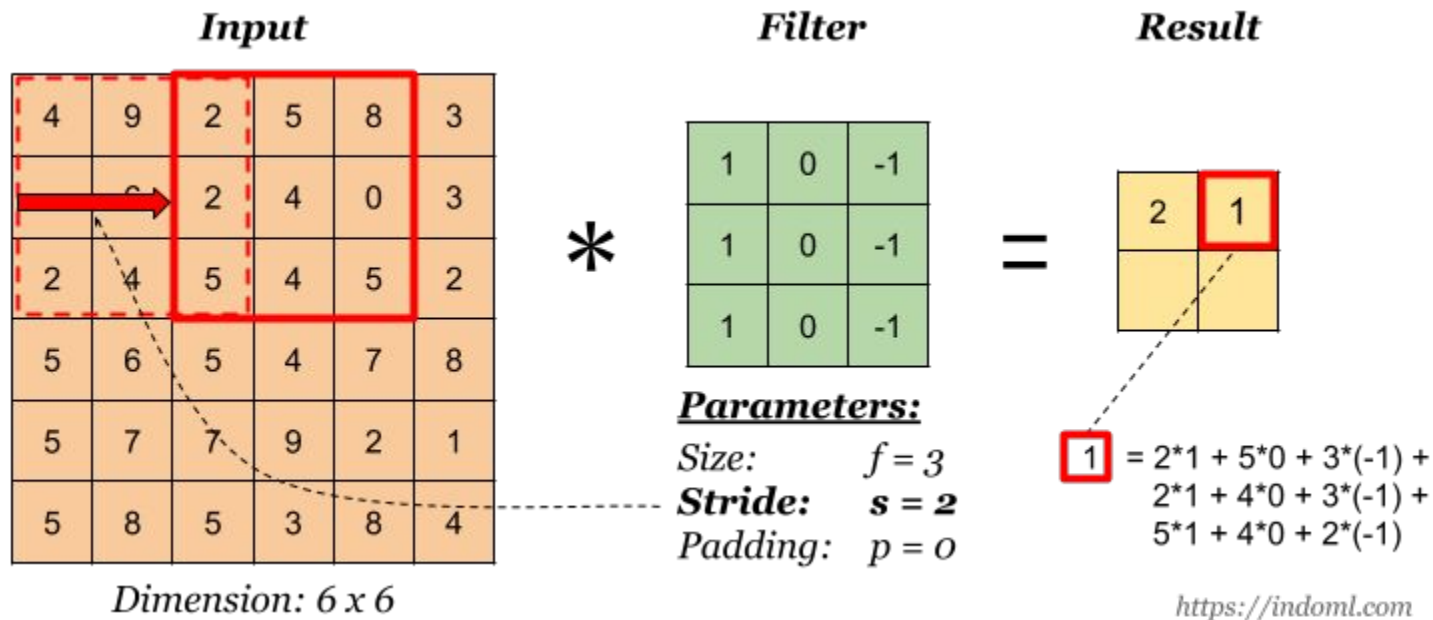 Input Filter Result
4 9 2 5 8 3
2 4 0 3
2 4 5 4 5 2
5 6 5 4 7 8
5 7 7 9 2 1
5 8 5 3 8 4
Dimension: 6 x 6
*
1 0 -1
1 0 -1
1 0 -1
Parameters:
Size: f = 3
Stride: s = 2
Padding: p = 0
=
2 1
1 = 2*1 + 5*0 + 3*(-1) +
2*1 + 4*0 + 3*(-1) +
5*1 + 4*0 + 2*(-1)
https://indoml.com